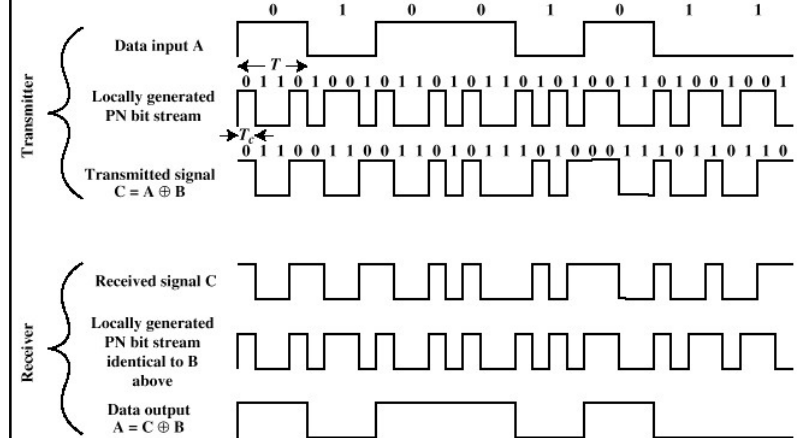 0 1 0 0 1 0 1 1
Data input A
T
0 1 1 0 1 0 0 1 0 1 1 0 1 0 1 1 0 1 0 1 0 0 1 1 0 1 0 0 1 0 0 1
Locally generated
PN bit stream
Tc
0 1 1 0 0 1 1 0 0 1 1 0 1 0 1 1 1 0 1 0 0 0 1 1 1 0 1 1 0 1 1 0
Transmitted signal
C = A ⊕ B
Transmitter
Received signal C
Locally generated
PN bit stream
identical to B
above
Data output
A = C ⊕ B
Receiver